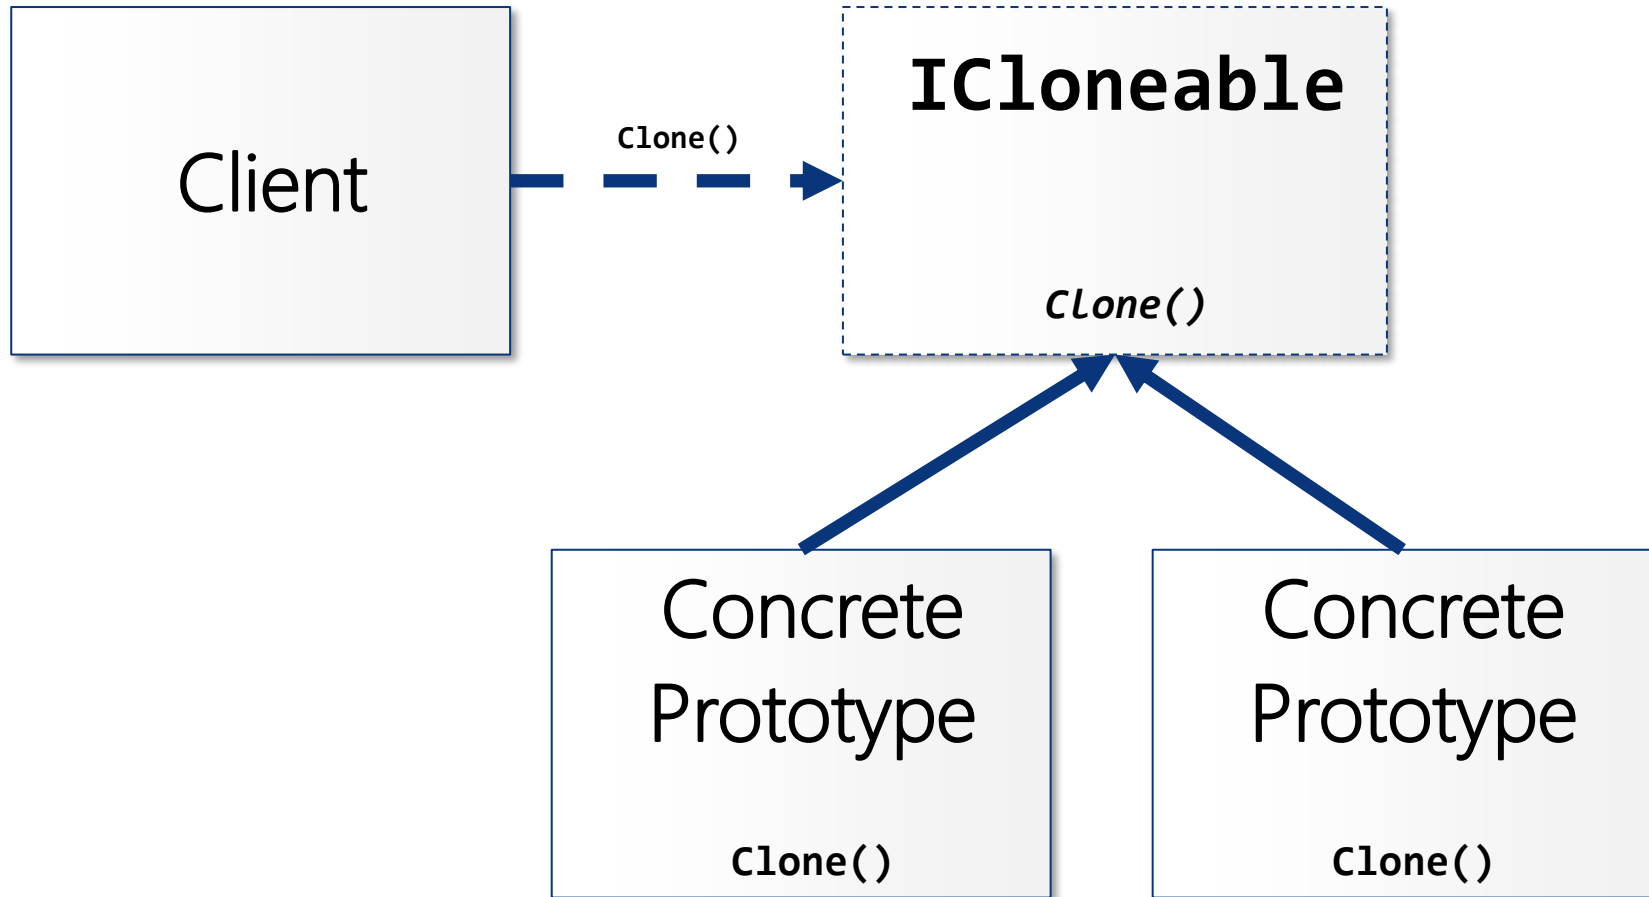 Client
Clone()
ICloneable
Clone()
Concrete
Prototype
Clone()
Concrete
Prototype
Clone()